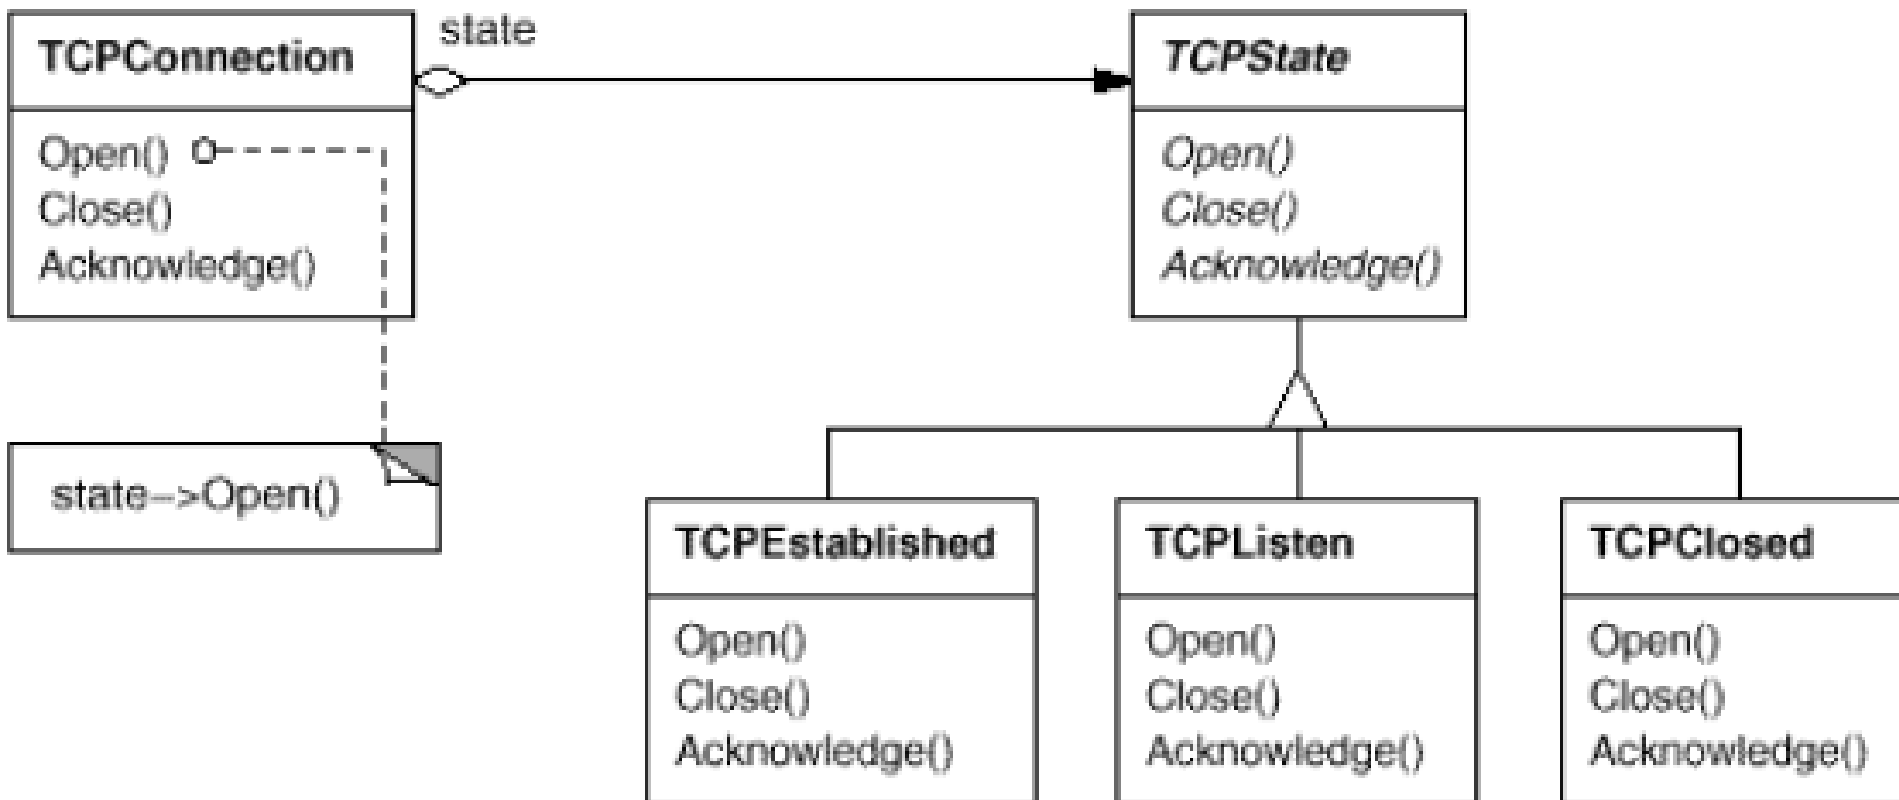 TCPConnection
Open()
Close()
Acknowledge()
state
TCPState
Open()
Close()
Acknowledge()
state->Open()
TCPEstablished
Open()
Close()
Acknowledge()
TCPListen
Open()
Close()
Acknowledge()
TCPClosed
Open()
Close()
Acknowledge()